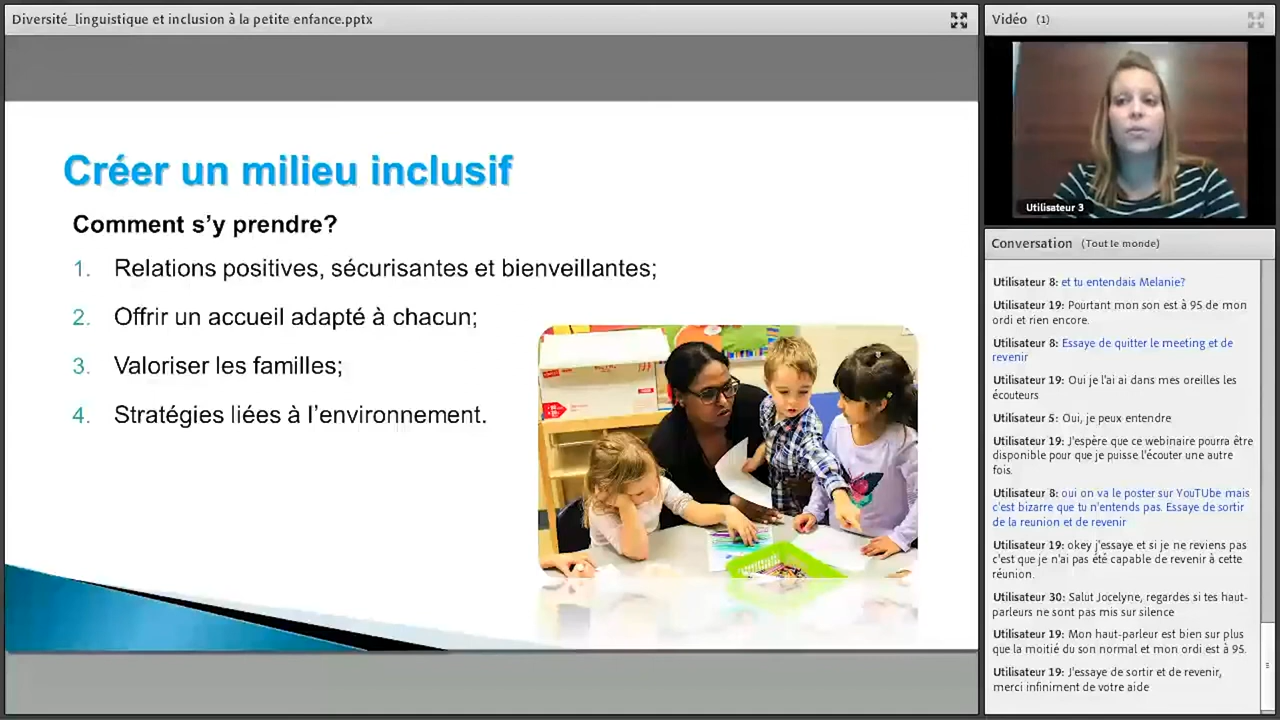 Diversité_linguistique et inclusion à la petite enfance.pptx
Créer un milieu inclusif
Comment s’y prendre?
1. Relations positives, sécurisantes et bienveillantes;
2. Offrir un accueil adapté à chacun;
3. Valoriser les familles;
4. Stratégies liées à l’environnement.
Vidéo (1)
Utilisateur 3
Conversation (Tout le monde)
Utilisateur 8: et tu entendais Melanie?
Utilisateur 19: Pourtant mon son est à 95 de mon
ordi et rien encore.
Utilisateur 8: Essaye de quitter le meeting et de
revenir
Utilisateur 19: Oui je l'ai ai dans mes oreilles les
écouteurs
Utilisateur 5: Oui, je peux entendre
Utilisateur 19: J'espère que ce webinaire pourra être
disponible pour que je puisse l'écouter une autre
fois.
Utilisateur 8: oui on va le poster sur YouTUbe mais
c'est bizarre que tu n'entends pas. Essaye de sortir
de la reunion et de revenir
Utilisateur 19: okey j'essaye et si je ne reviens pas
c'est que je n'ai pas été capable de revenir à cette
réunion.
Utilisateur 30: Salut Jocelyne, regardes si tes haut-
parleurs ne sont pas mis sur silence
Utilisateur 19: Mon haut-parleur est bien sur plus
que la moitié du son normal et mon ordi est à 95.
Utilisateur 19: J'essaye de sortir et de revenir,
merci infiniment de votre aide